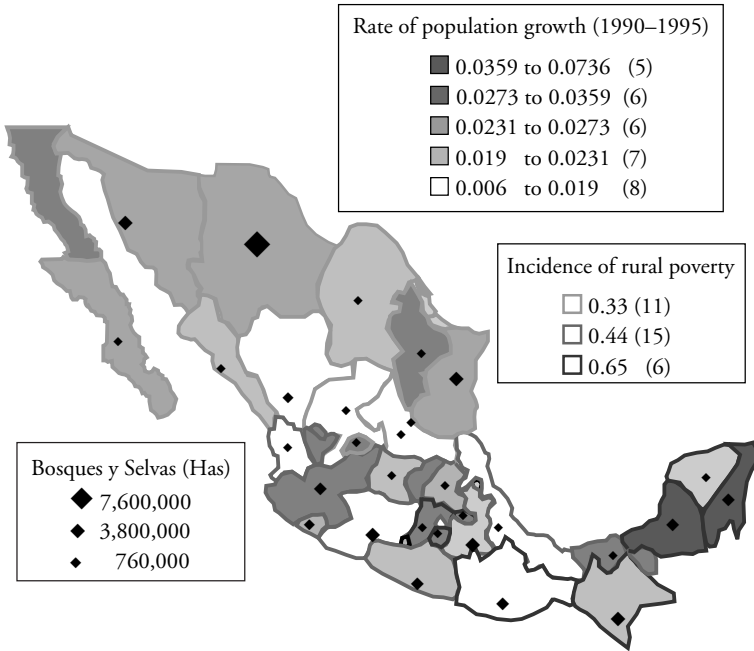 Rate of population growth (1990–1995)
0.0359 to 0.0736 (5)
0.0273 to 0.0359 (6)
0.0231 to 0.0273 (6)
0.019 to 0.0231 (7)
0.006 to 0.019 (8)
Incidence of rural poverty
0.33 (11)
0.44 (15)
0.65 (6)
Bosques y Selvas (Has)
7,600,000
3,800,000
760,000